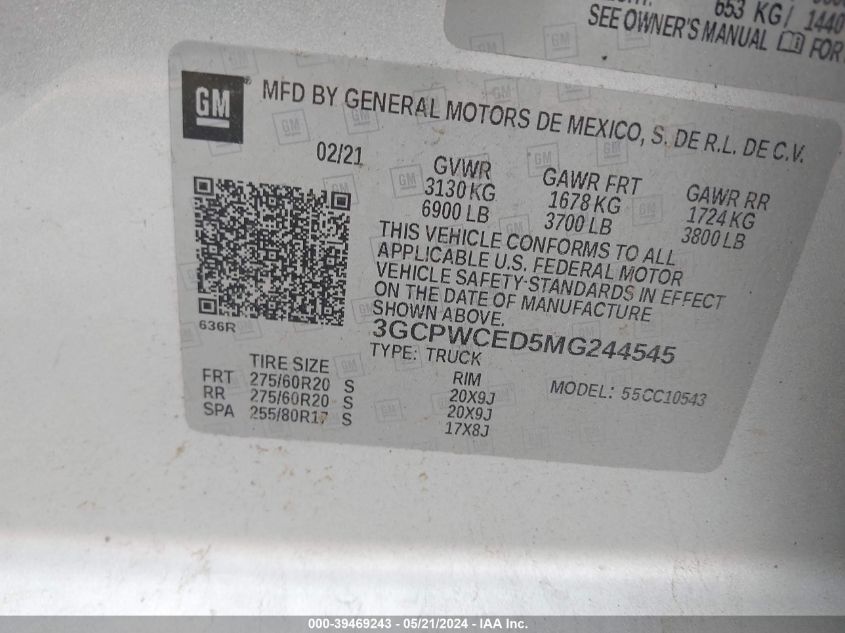 653 KG/ 1440
SEE OWNER'S MANUAL FOR
GM ® MFD BY GENERAL MOTORS DE MEXICO, S. DE R.L. DE C.V.
02/21 GVWR GAWR FRT GAWR RR
3130 KG 1678 KG 1724 KG
6900 LB 3700 LB 3800 LB
THIS VEHICLE CONFORMS TO ALL
APPLICABLE U.S. FEDERAL MOTOR
VEHICLE SAFETY-STANDARDS IN EFFECT
ON THE DATE OF MANUFACTURE
SHOWN ABOVE.
636R
3GCPWCED5MG244545
TYPE: TRUCK
TIRE SIZE RIM MODEL: 55CC10543
FRT 275/60R20 S 20X9J
RR 275/60R20 S 20X9J
SPA 255/80R17 S 17X8J
000-39469243 / 05/21/2024 - IAA Inc.